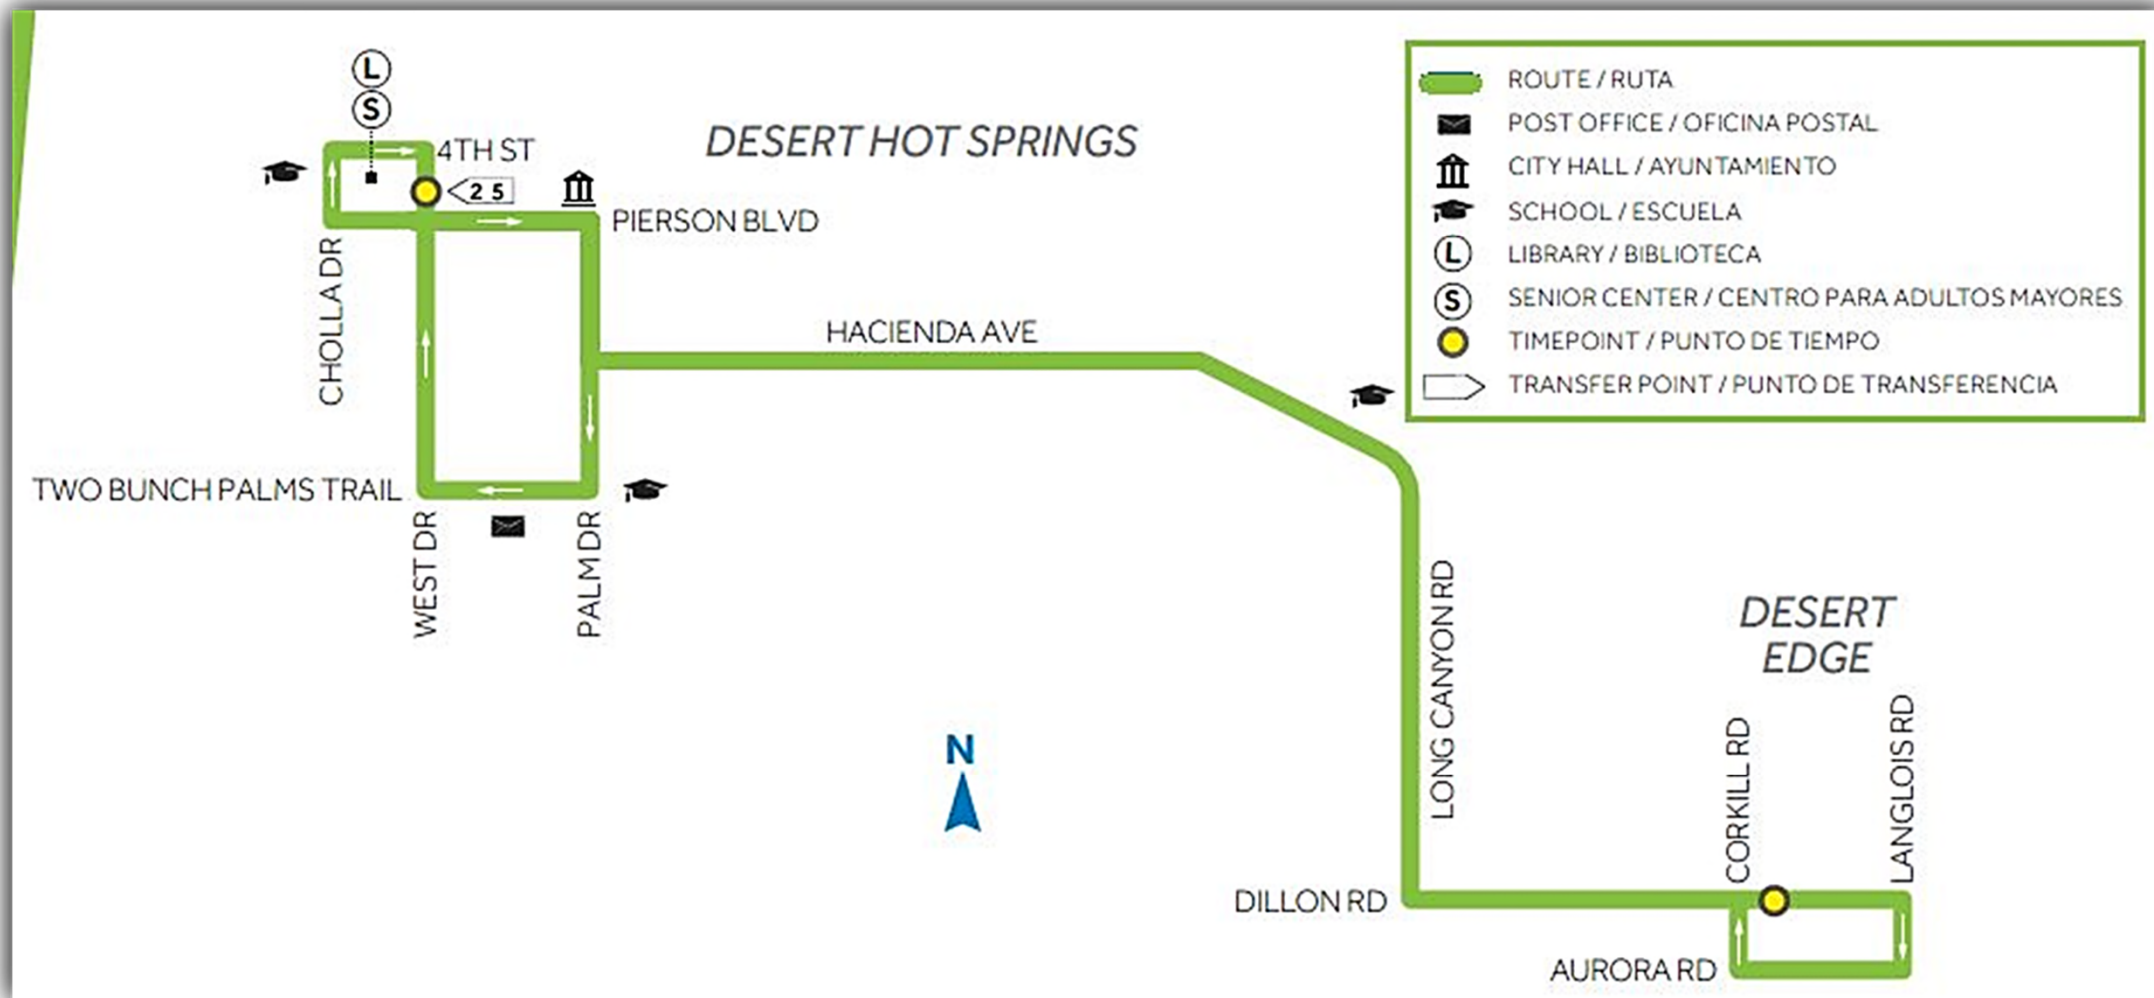 L
S
4TH ST
2 5
DESERT HOT SPRINGS
PIERSON BLVD
CHOLLA DR
HACIENDA AVE
TWO BUNCH PALMS TRAIL
WEST DR
PALM DR
LONG CANYON RD
DESERT
EDGE
N
CORKILL RD
LANGLOIS RD
DILLON RD
AURORA RD
ROUTE / RUTA
POST OFFICE / OFICINA POSTAL
CITY HALL / AYUNTAMIENTO
SCHOOL / ESCUELA
L LIBRARY / BIBLIOTECA
S SENIOR CENTER / CENTRO PARA ADULTOS MAYORES
TIMEPOINT / PUNTO DE TIEMPO
TRANSFER POINT / PUNTO DE TRANSFERENCIA